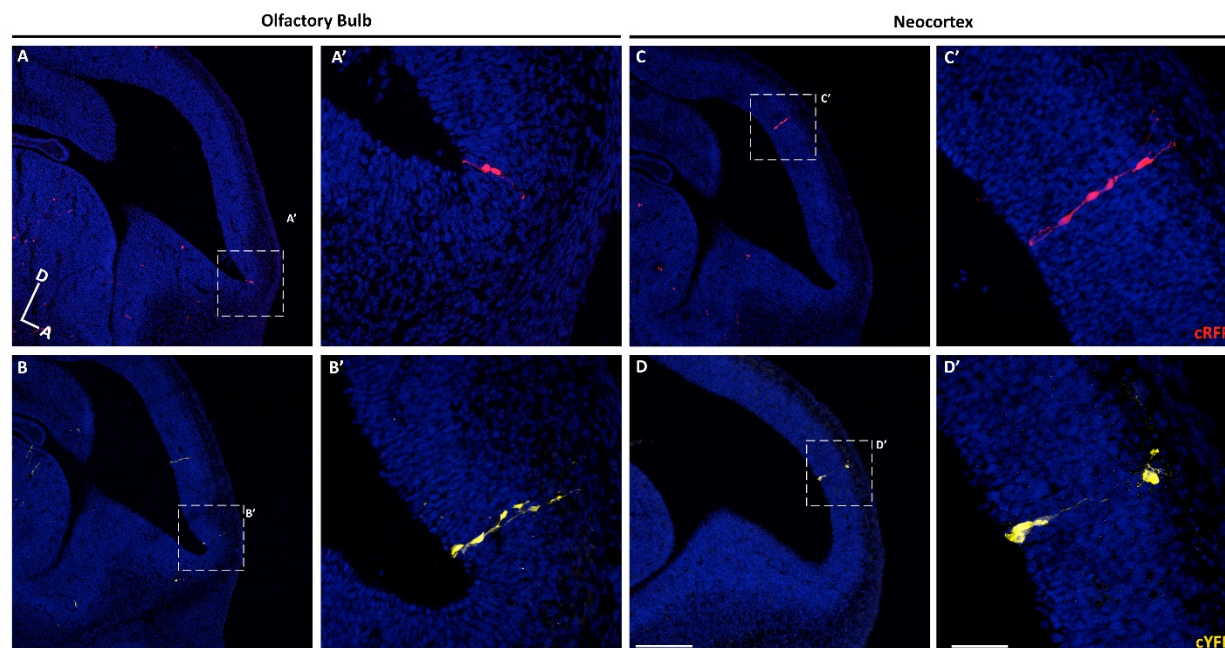 Olfactory Bulb
Neocortex
A
A'
C
C'
A'
C'
D
A
cRFP
B
B'
D
D'
B'
D'
cYFP